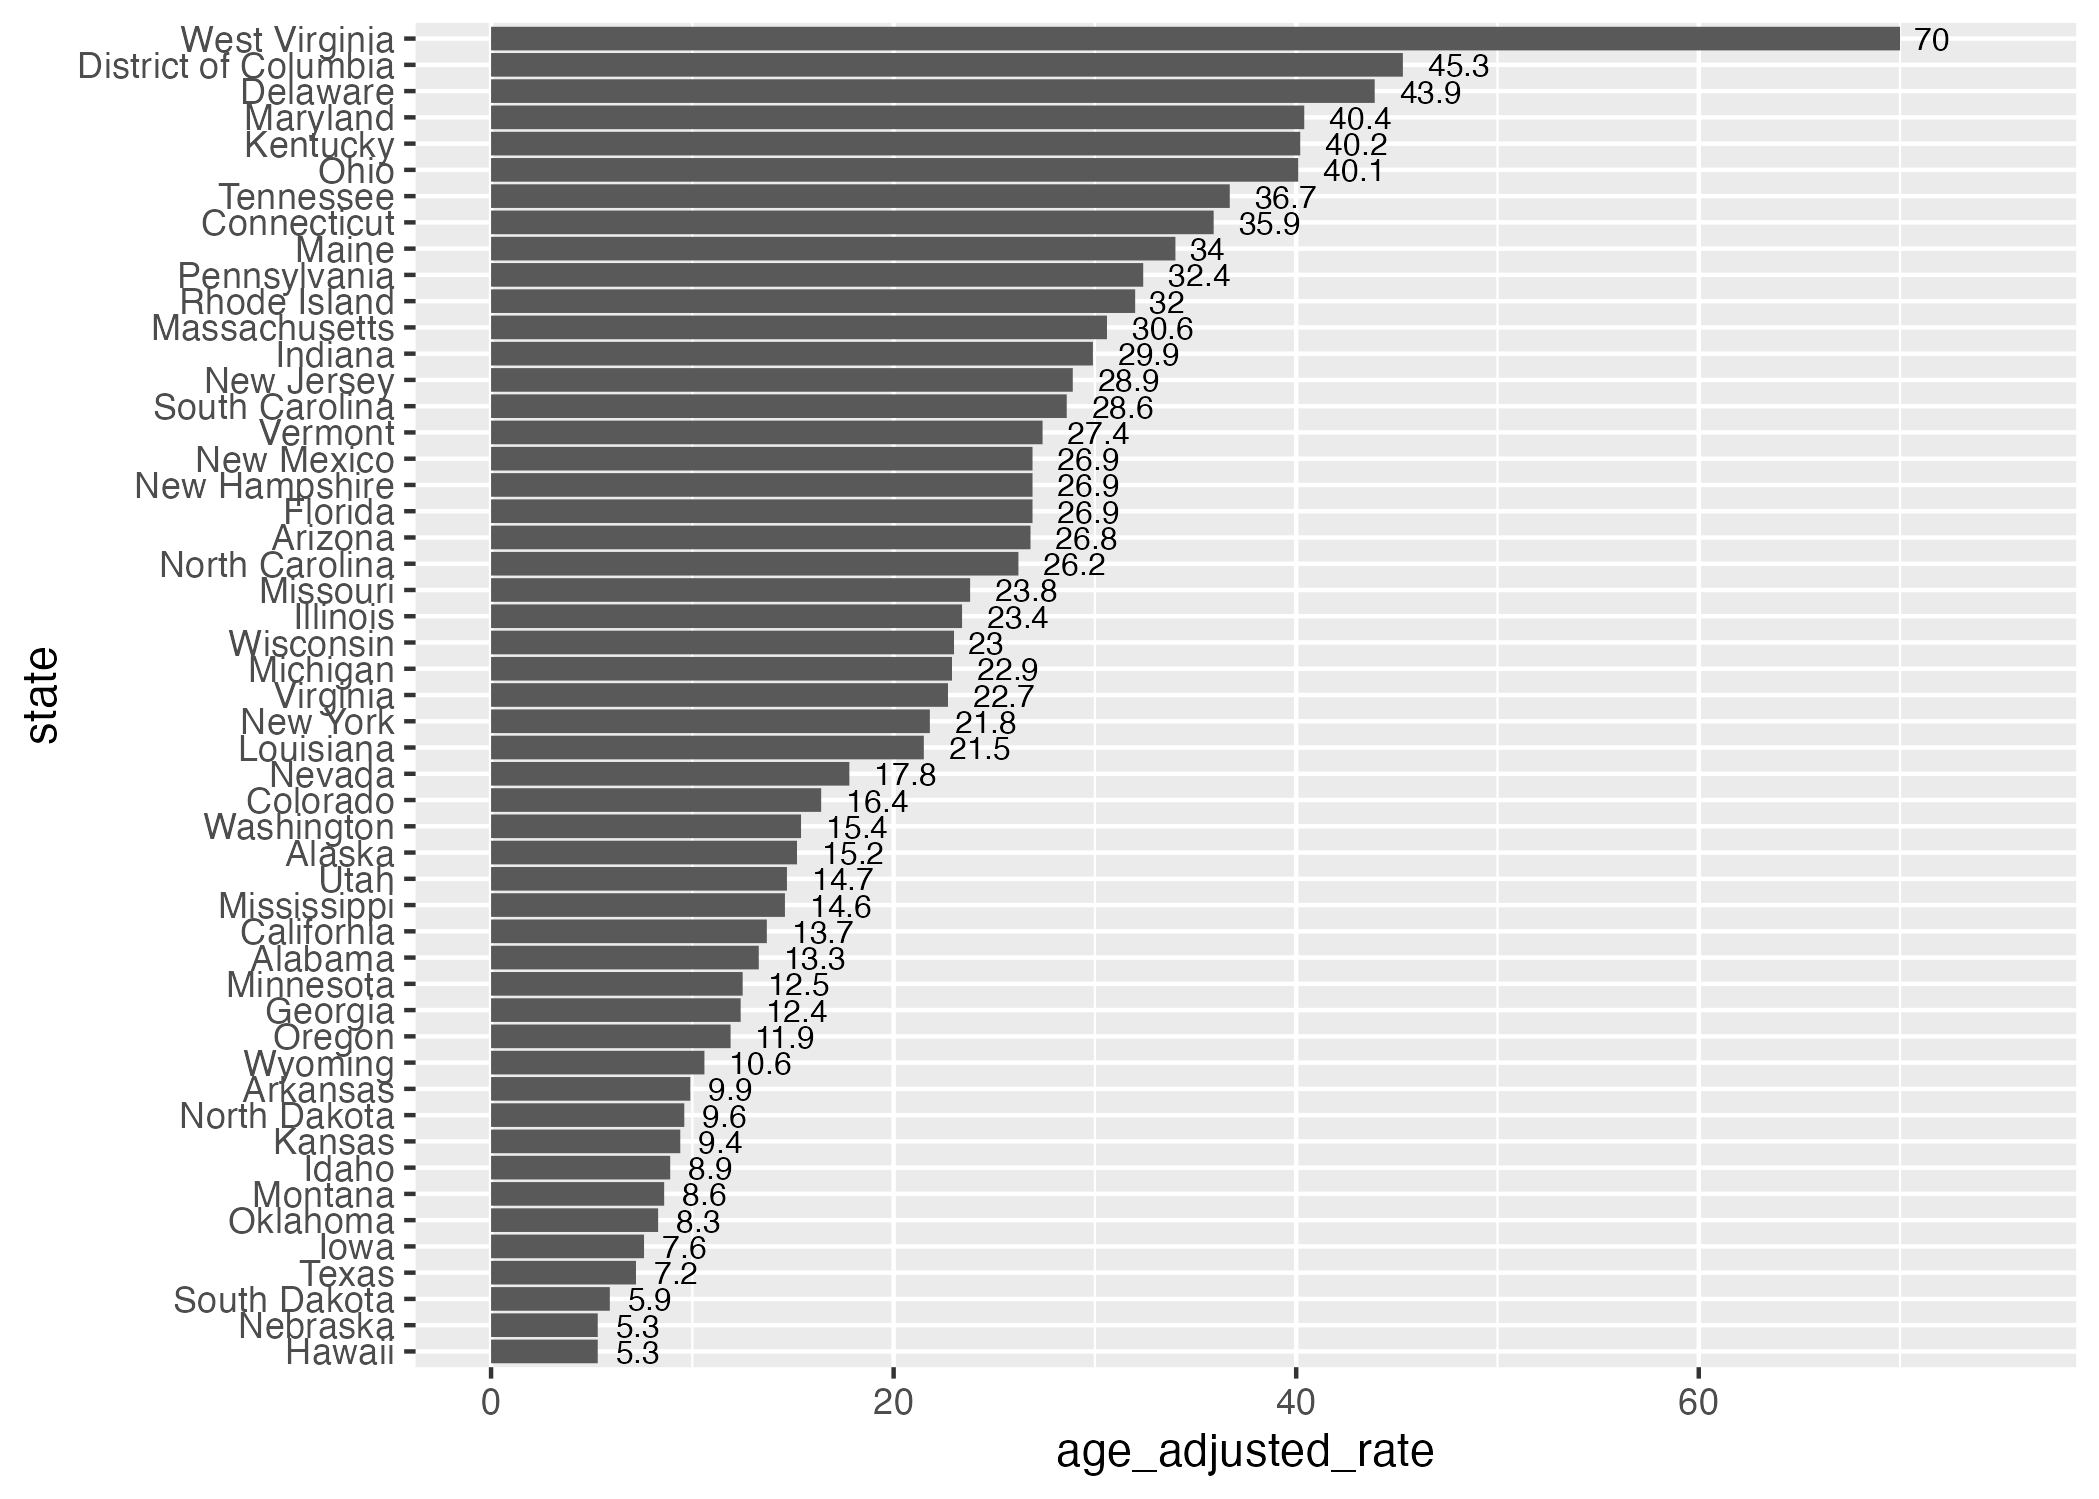 West Virginia 70
District of Columbia 45.3
Delaware 43.9
Maryland 40.4
Kentucky 40.2
Ohio 40.1
Tennessee 36.7
Connecticut 35.9
Maine 34
Pennsylvania 32.4
Rhode Island 32
Massachusetts 30.6
Indiana 29.9
New Jersey 28.9
South Carolina 28.6
Vermont 27.4
New Mexico 26.9
New Hampshire 26.9
Florida 26.9
Arizona 26.8
North Carolina 26.2
Missouri 23.8
Illinois 23.4
Wisconsin 23
Michigan 22.9
Virginia 22.7
New York 21.8
Louisiana 21.5
Nevada 17.8
Colorado 16.4
Washington 15.4
Alaska 15.2
Utah 14.7
Mississippi 14.6
California 13.7
Alabama 13.3
Minnesota 12.5
Georgia 12.4
Oregon 11.9
Wyoming 10.6
Arkansas 9.9
North Dakota 9.6
Kansas 9.4
Idaho 8.9
Montana 8.6
Oklahoma 8.3
Iowa 7.6
Texas 7.2
South Dakota 5.9
Nebraska 5.3
Hawaii 5.3
state
0 20 40 60
age_adjusted_rate